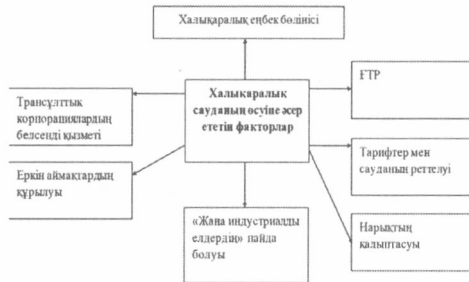 Халықаралық еңбек бөлінісі
Трансұлттық
корпорациялардың
белсенді қызметі
Халықаралық
сауданың өсуіне әсер
ететін факторлар
ҒТР
Еркін аймақтардың
құрылуы
Тарифтер мен
сауданың реттелуі
«Жаңа индустриалды
елдердің» пайда
болуы
Нарықтың
қалыптасуы